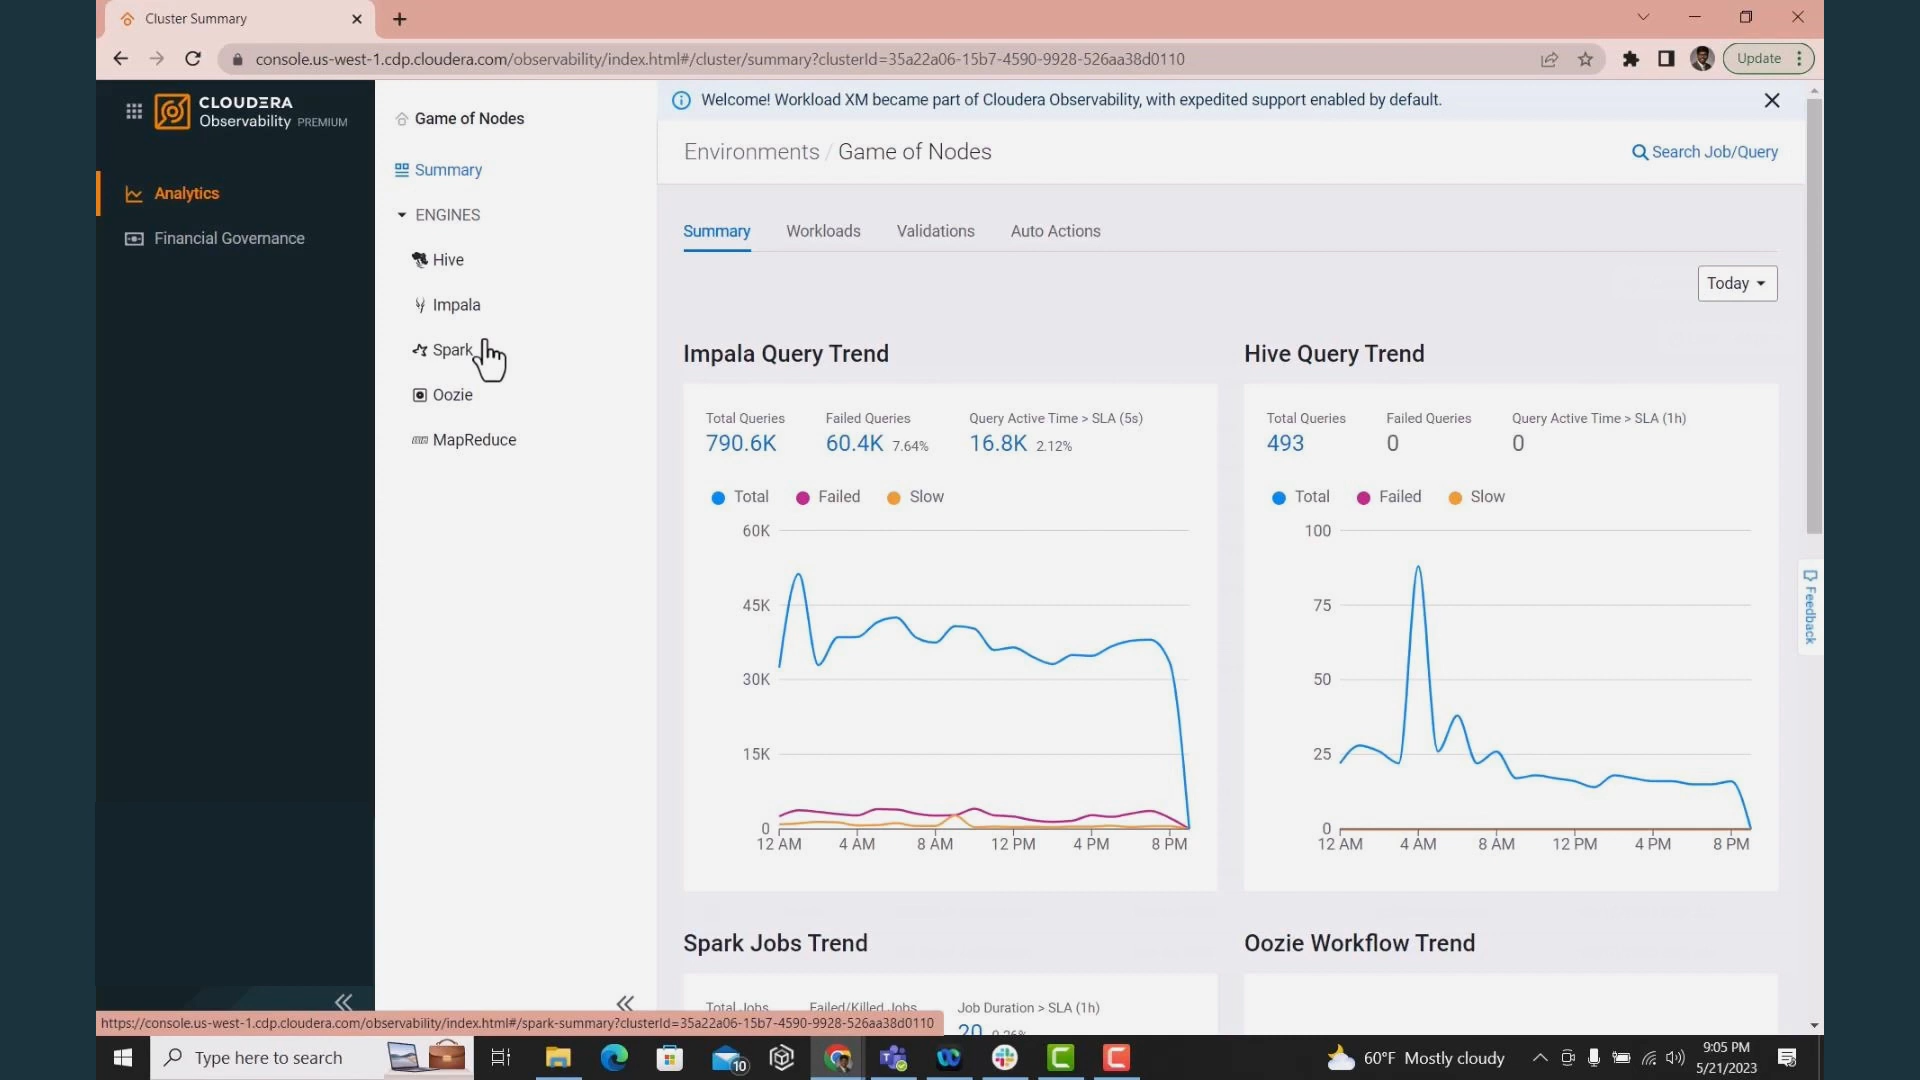 Cluster Summary
console.us-west-1.cdp.cloudera.com/observability/index.html#/cluster/summary?clusterId=35a22a06-15b7-4590-9928-526aa38d0110
Update
CLOUDERA
Observability PREMIUM
Analytics
Financial Governance
Game of Nodes
Summary
ENGINES
Hive
Impala
Spark
Oozie
MapReduce
Welcome! Workload XM became part of Cloudera Observability, with expedited support enabled by default.
Environments / Game of Nodes
Search Job/Query
Summary Workloads Validations Auto Actions
Today
Impala Query Trend
Total Queries Failed Queries Query Active Time > SLA (5s)
790.6K 60.4K 7.64% 16.8K 2.12%
Total Failed Slow
60K
45K
30K
15K
0
12 AM 4 AM 8 AM 12 PM 4 PM 8 PM
Hive Query Trend
Total Queries Failed Queries Query Active Time > SLA (1h)
493 0 0
Total Failed Slow
100
75
50
25
0
12 AM 4 AM 8 AM 12 PM 4 PM 8 PM
Feedback
Spark Jobs Trend
Total Jobs Failed/Killed Jobs Job Duration > SLA (1h)
20 0.26%
Oozie Workflow Trend
https://console.us-west-1.cdp.cloudera.com/observability/index.html#/spark-summary?clusterId=35a22a06-15b7-4590-9928-526aa38d0110
Type here to search
10
60°F Mostly cloudy
9:05 PM
5/21/2023